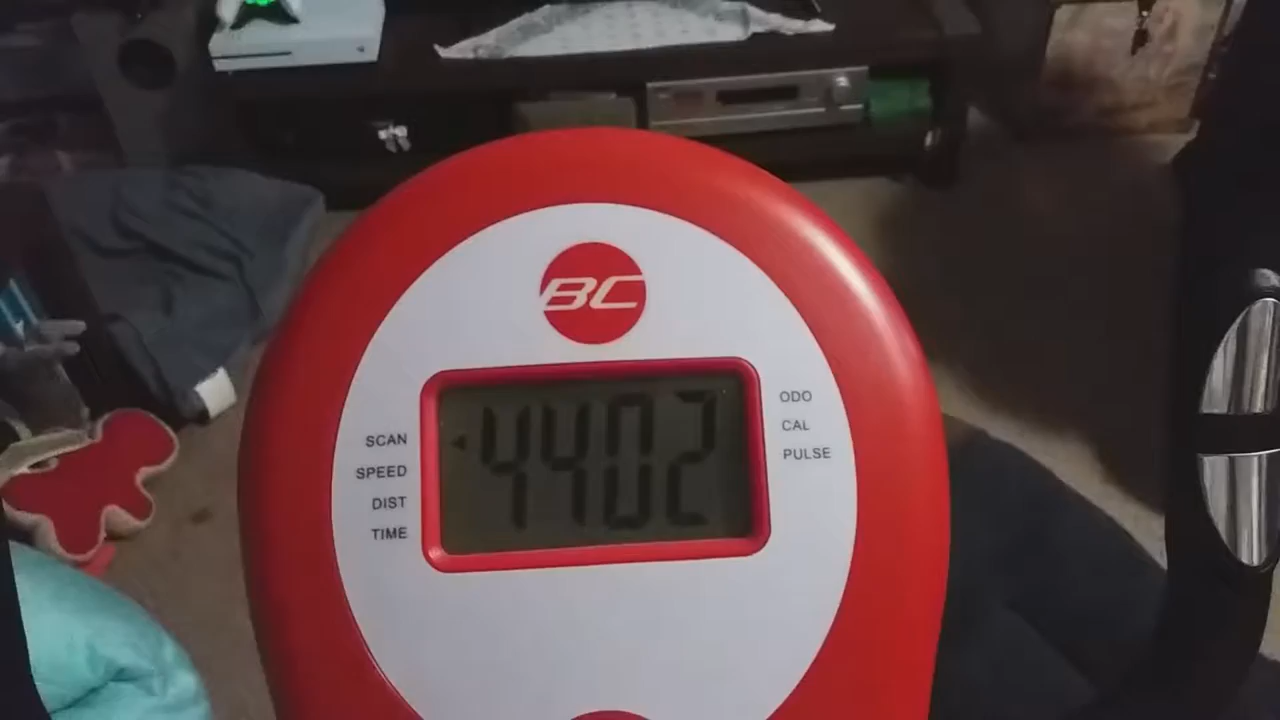 BC
4402
SCAN
SPEED
DIST
TIME
ODO
CAL
PULSE